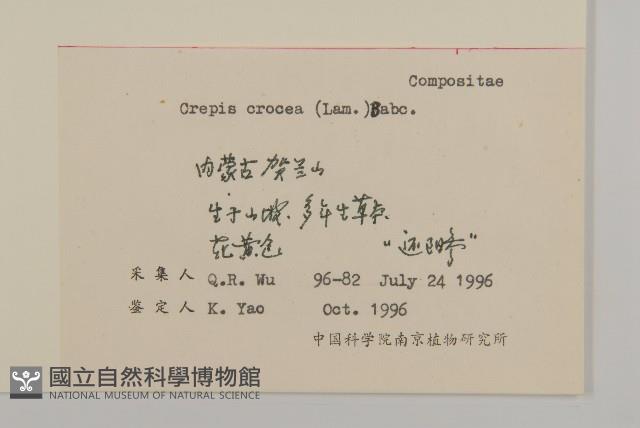 Compositae
Crepis crocea (Lam.) Babc.
内蒙古 贺兰山
生于山坡、多年生草本
花黄色 “还阳参”
采集人 Q.R. Wu 96-82 July 24 1996
鉴定人 K. Yao Oct. 1996
中国科学院南京植物研究所
國立自然科學博物館
NATIONAL MUSEUM OF NATURAL SCIENCE